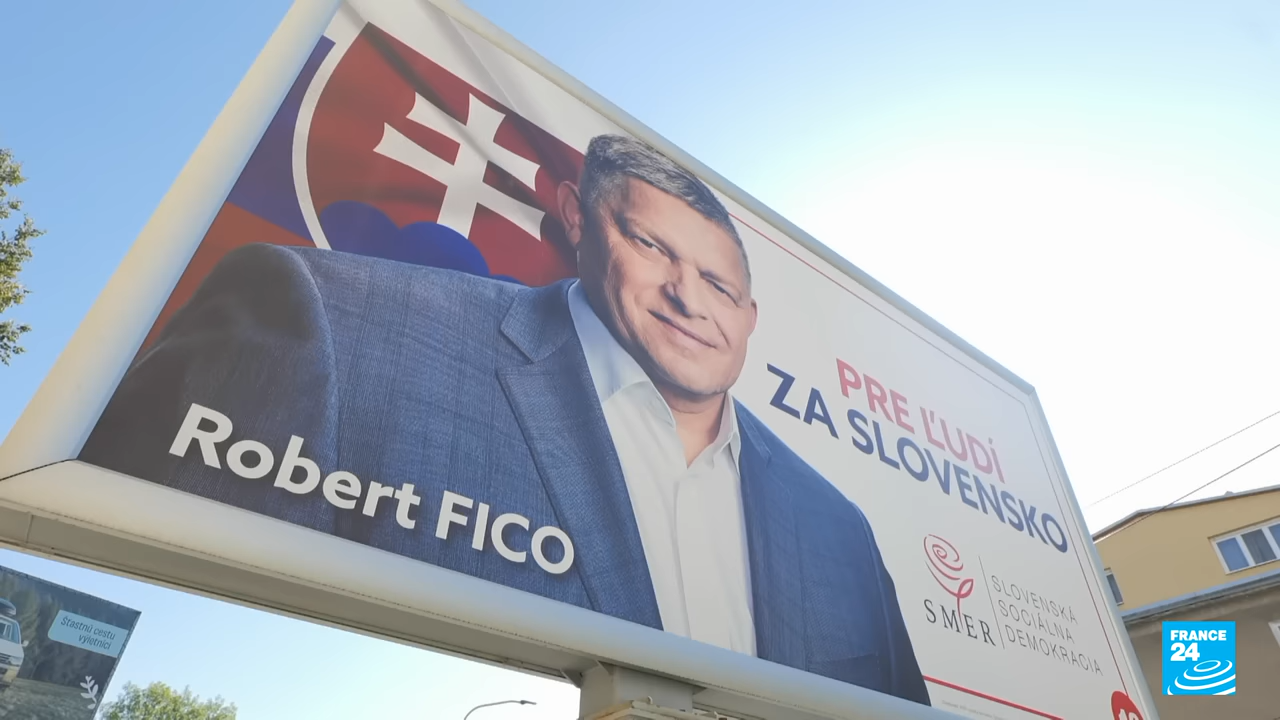 Robert FICO
PRE ĽUDÍ
ZA SLOVENSKO
SMER
SLOVENSKÁ
SOCIÁLNA
DEMOKRACIA
Šťastnú cestu
výletníci
FRANCE
24